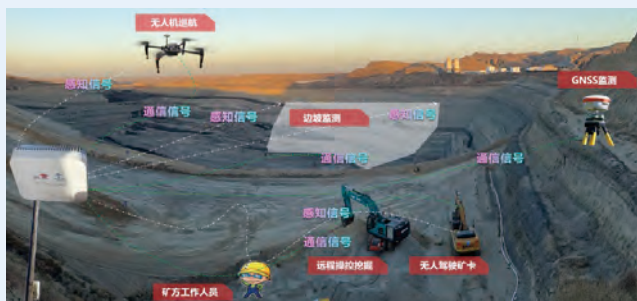 无人机巡航
感知信号
GNSS监测
通信信号
感知信号
边坡监测
感知信号
通信信号
通信信号
感知信号
通信信号
远程操控挖掘
无人驾驶矿卡
矿方工作人员